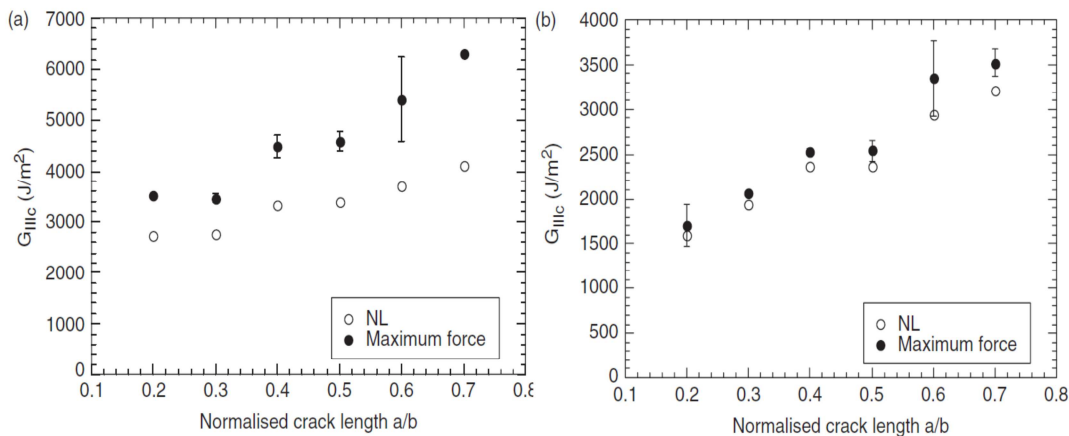 (a)
7000
6000
5000
4000
3000
2000
1000
0
G_IIIc (J/m²)
0.1 0.2 0.3 0.4 0.5 0.6 0.7 0.8
Normalised crack length a/b
NL
Maximum force
(b)
4000
3500
3000
2500
2000
1500
1000
500
0
G_IIIc (J/m²)
0.1 0.2 0.3 0.4 0.5 0.6 0.7 0.8
Normalised crack length a/b
NL
Maximum force